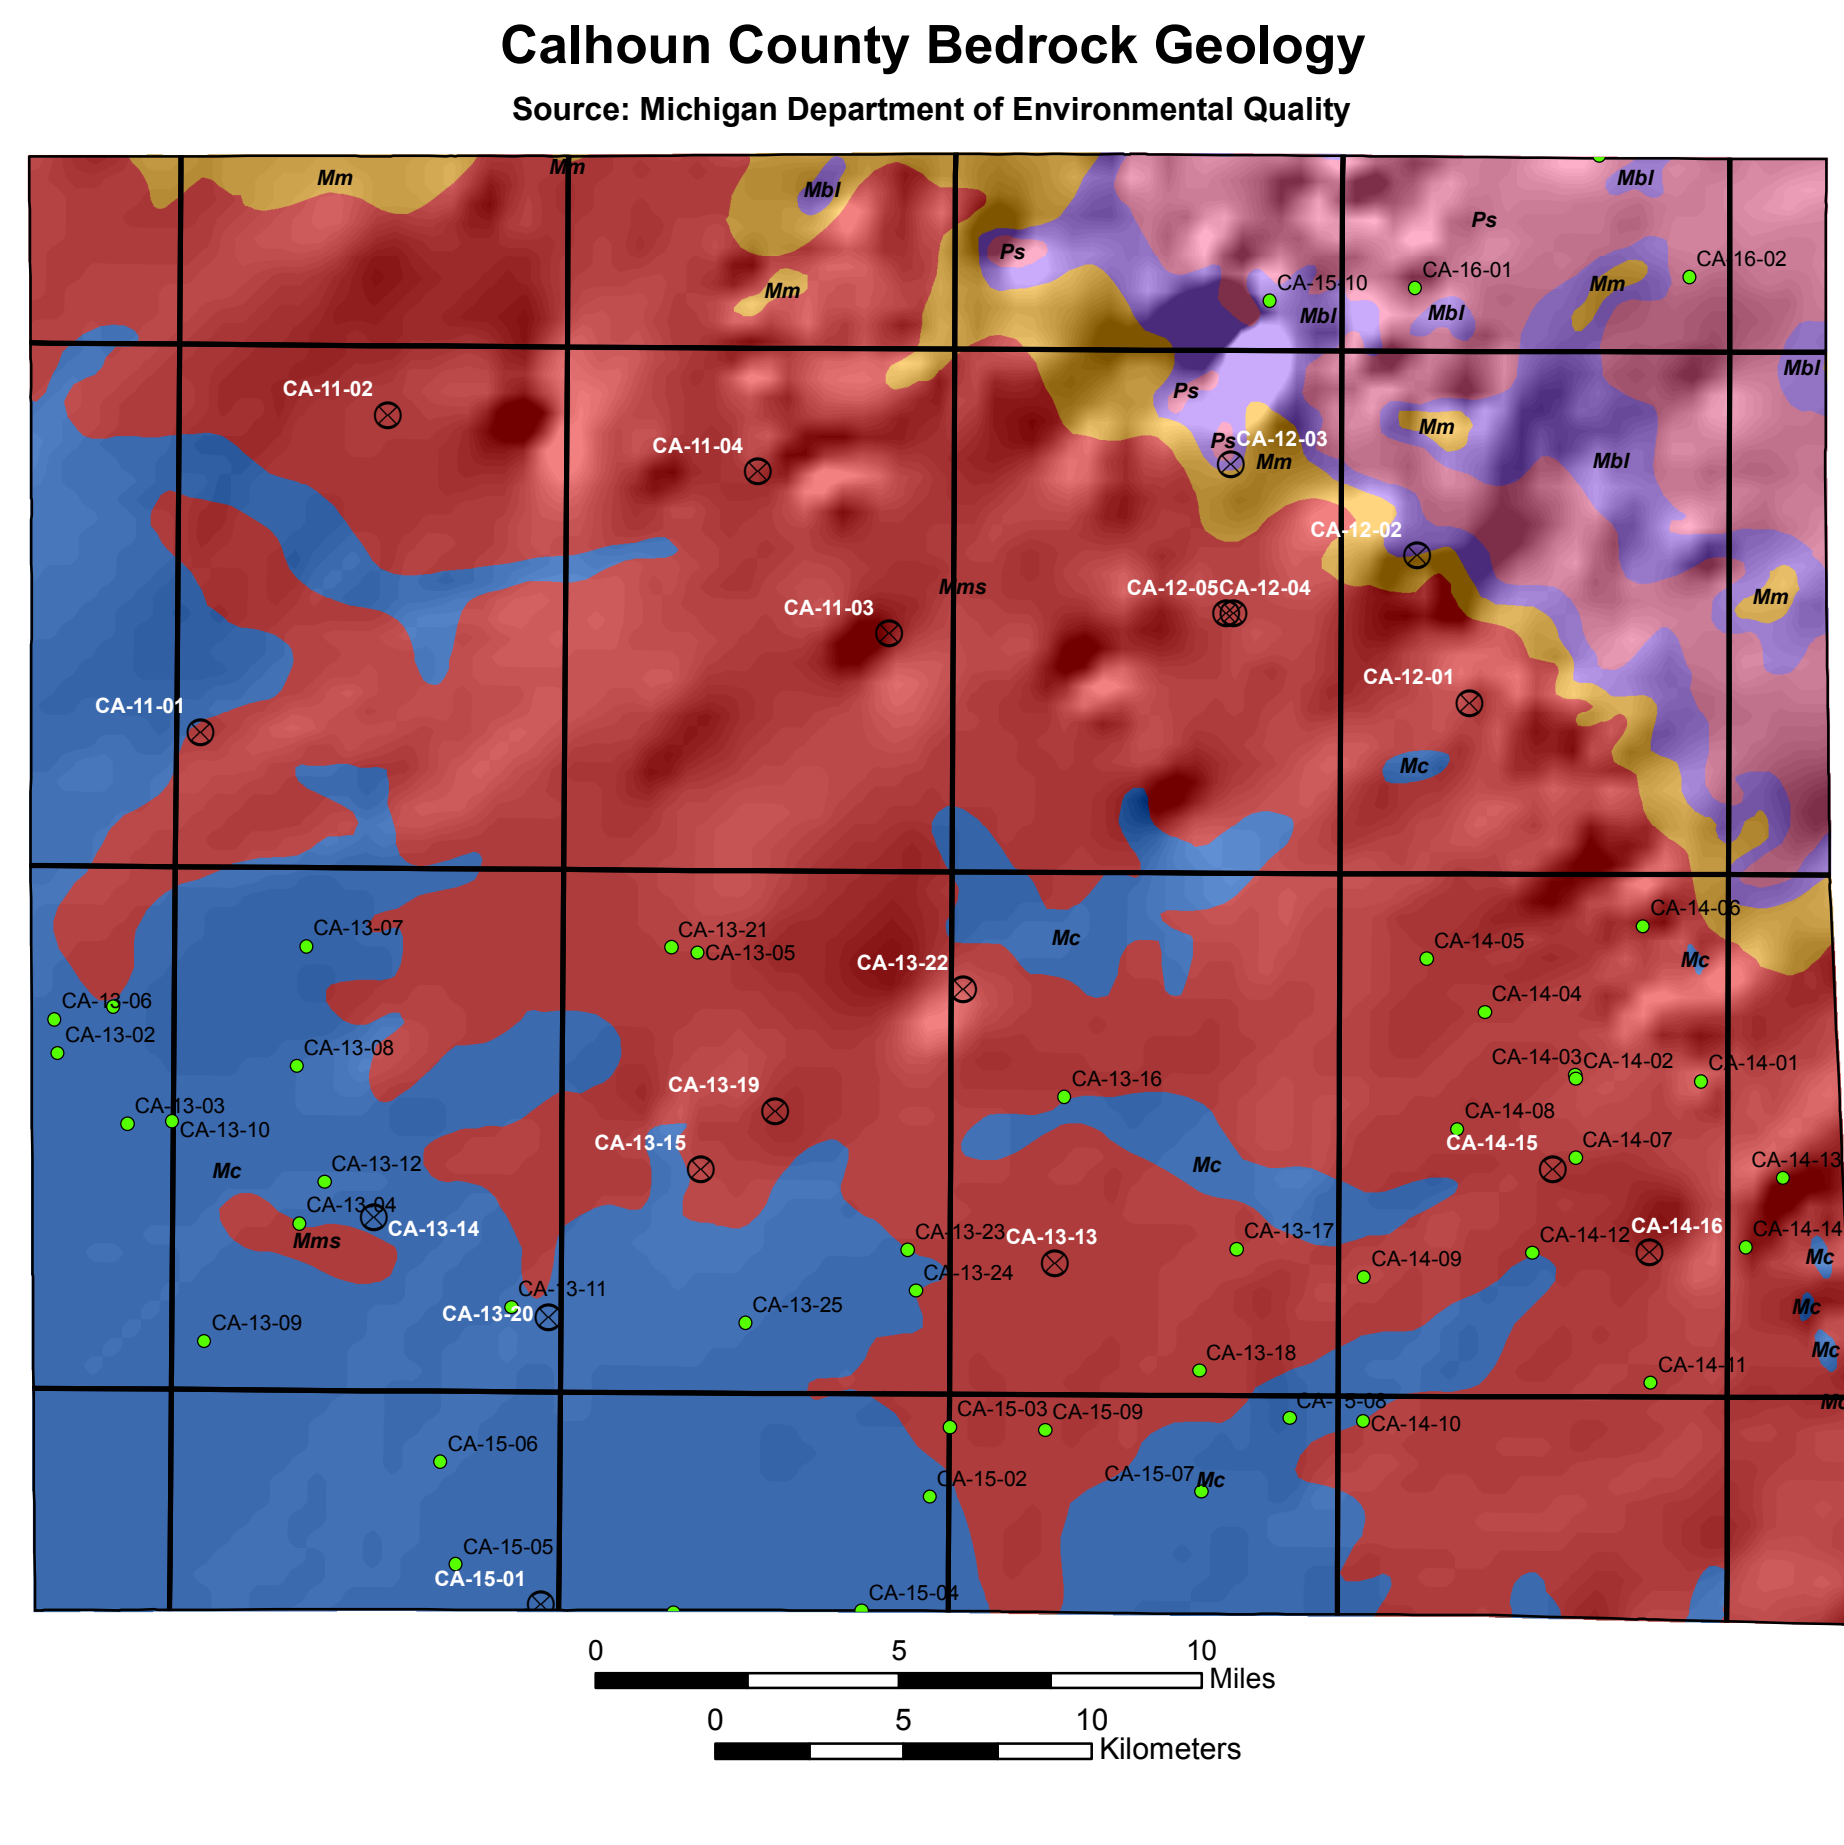 Calhoun County Bedrock Geology
Source: Michigan Department of Environmental Quality
Mm
Mm
Mbl
Mbl
Ps
Ps
CA-16-02
CA-16-01
CA-15-10
Mm
Mm
Mbl
Mbl
Mbl
CA-11-02
Ps
Mm
CA-11-04
Ps
CA-12-03
Mm
Mbl
CA-12-02
Mms
CA-12-05
CA-12-04
Mm
CA-11-03
CA-12-01
CA-11-01
Mc
CA-14-06
CA-13-07
CA-13-21
CA-13-05
Mc
CA-14-05
CA-13-22
Mc
CA-13-06
CA-14-04
CA-13-02
CA-13-08
CA-14-03
CA-14-02
CA-14-01
CA-13-19
CA-13-16
CA-13-03
CA-14-08
CA-13-10
CA-13-15
CA-14-15
CA-14-07
Mc
CA-13-12
Mc
CA-14-13
CA-13-04
CA-13-14
Mms
CA-13-23
CA-13-13
CA-13-17
CA-14-12
CA-14-16
CA-14-14
Mc
CA-13-24
CA-14-09
CA-13-11
CA-13-20
CA-13-25
Mc
CA-13-09
CA-13-18
Mc
CA-14-11
CA-15-03
CA-15-09
CA-15-08
Mc
CA-14-10
CA-15-06
CA-15-02
CA-15-07
Mc
CA-15-05
CA-15-01
CA-15-04
0 5 10
Miles
0 5 10
Kilometers